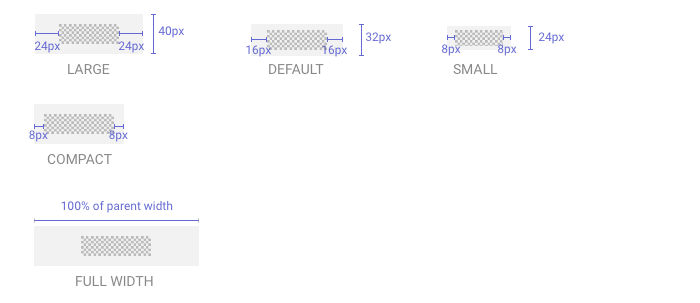 40px
24px 24px
LARGE
32px
16px 16px
DEFAULT
24px
8px 8px
SMALL
8px 8px
COMPACT
100% of parent width
FULL WIDTH